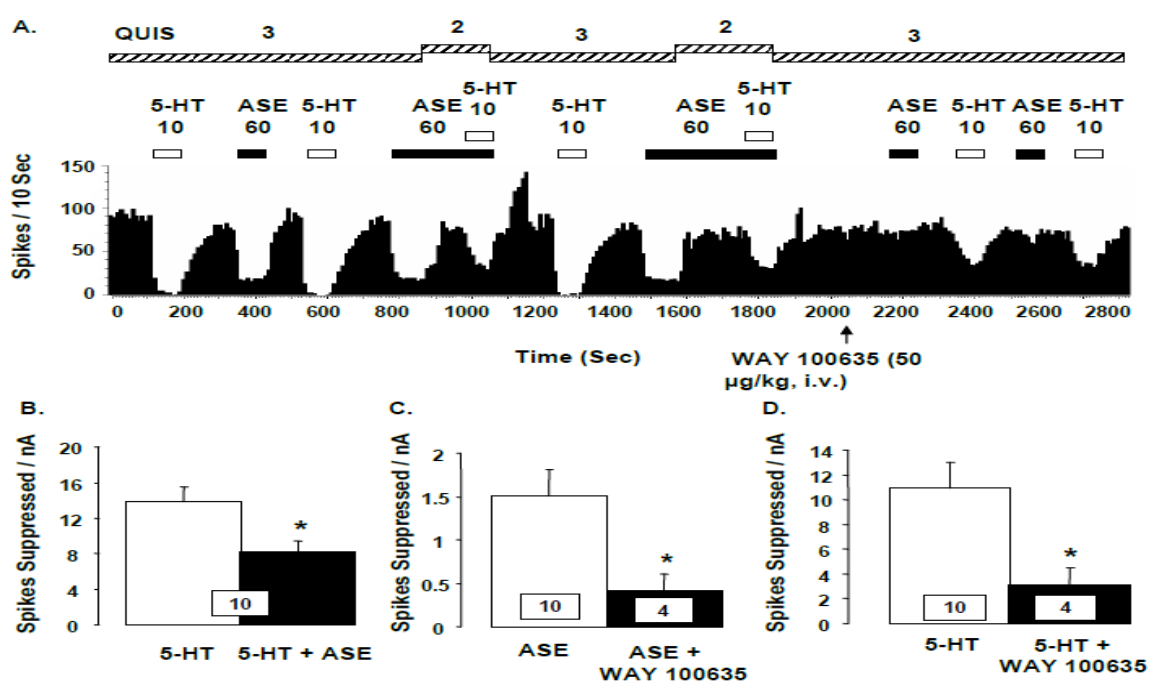 A.
QUIS 3 2 3 2 3
5-HT 10
ASE 60
5-HT 10
ASE 60
5-HT 10
5-HT 10
ASE 60
5-HT 10
ASE 60
5-HT 10
ASE 60
5-HT 10
Spikes / 10 Sec
150
100
50
0
0 200 400 600 800 1000 1200 1400 1600 1800 2000 2200 2400 2600 2800
Time (Sec)
WAY 100635 (50
µg/kg, i.v.)
B.
Spikes Suppressed / nA
20
16
12
8
4
0
*
10
5-HT 5-HT + ASE
C.
Spikes Suppressed / nA
2
1.5
1
0.5
0
*
10 4
ASE ASE +
WAY 100635
D.
Spikes Suppressed / nA
14
12
10
8
6
4
2
0
*
10 4
5-HT 5-HT +
WAY 100635